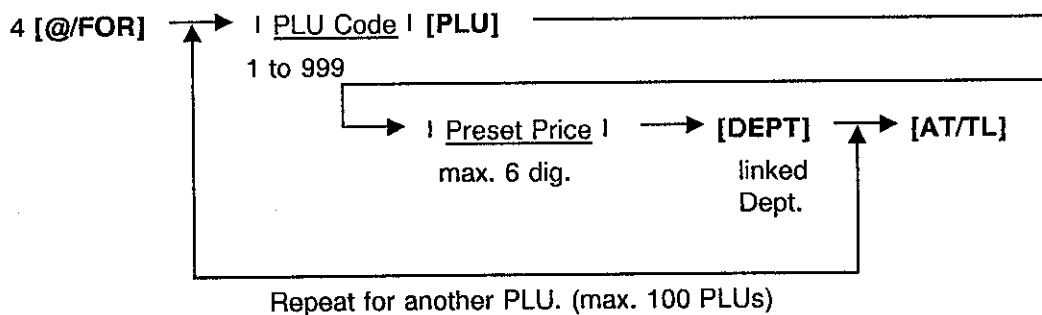 4 [@/FOR] | PLU Code | [PLU]
1 to 999
| Preset Price | [DEPT] [AT/TL]
max. 6 dig. linked
Dept.
Repeat for another PLU. (max. 100 PLUs)